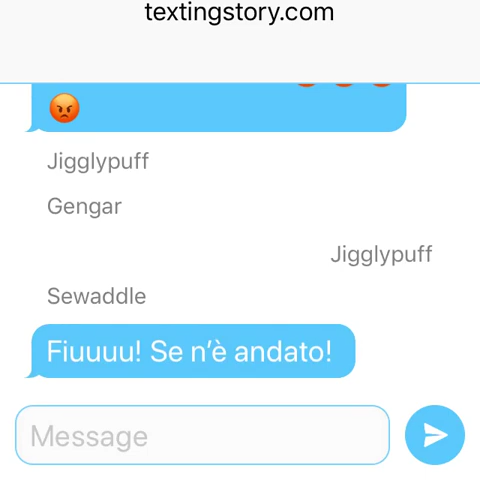 textingstory.com
Jigglypuff
Gengar
Jigglypuff
Sewaddle
Fiuuuu! Se n’è andato!
Message